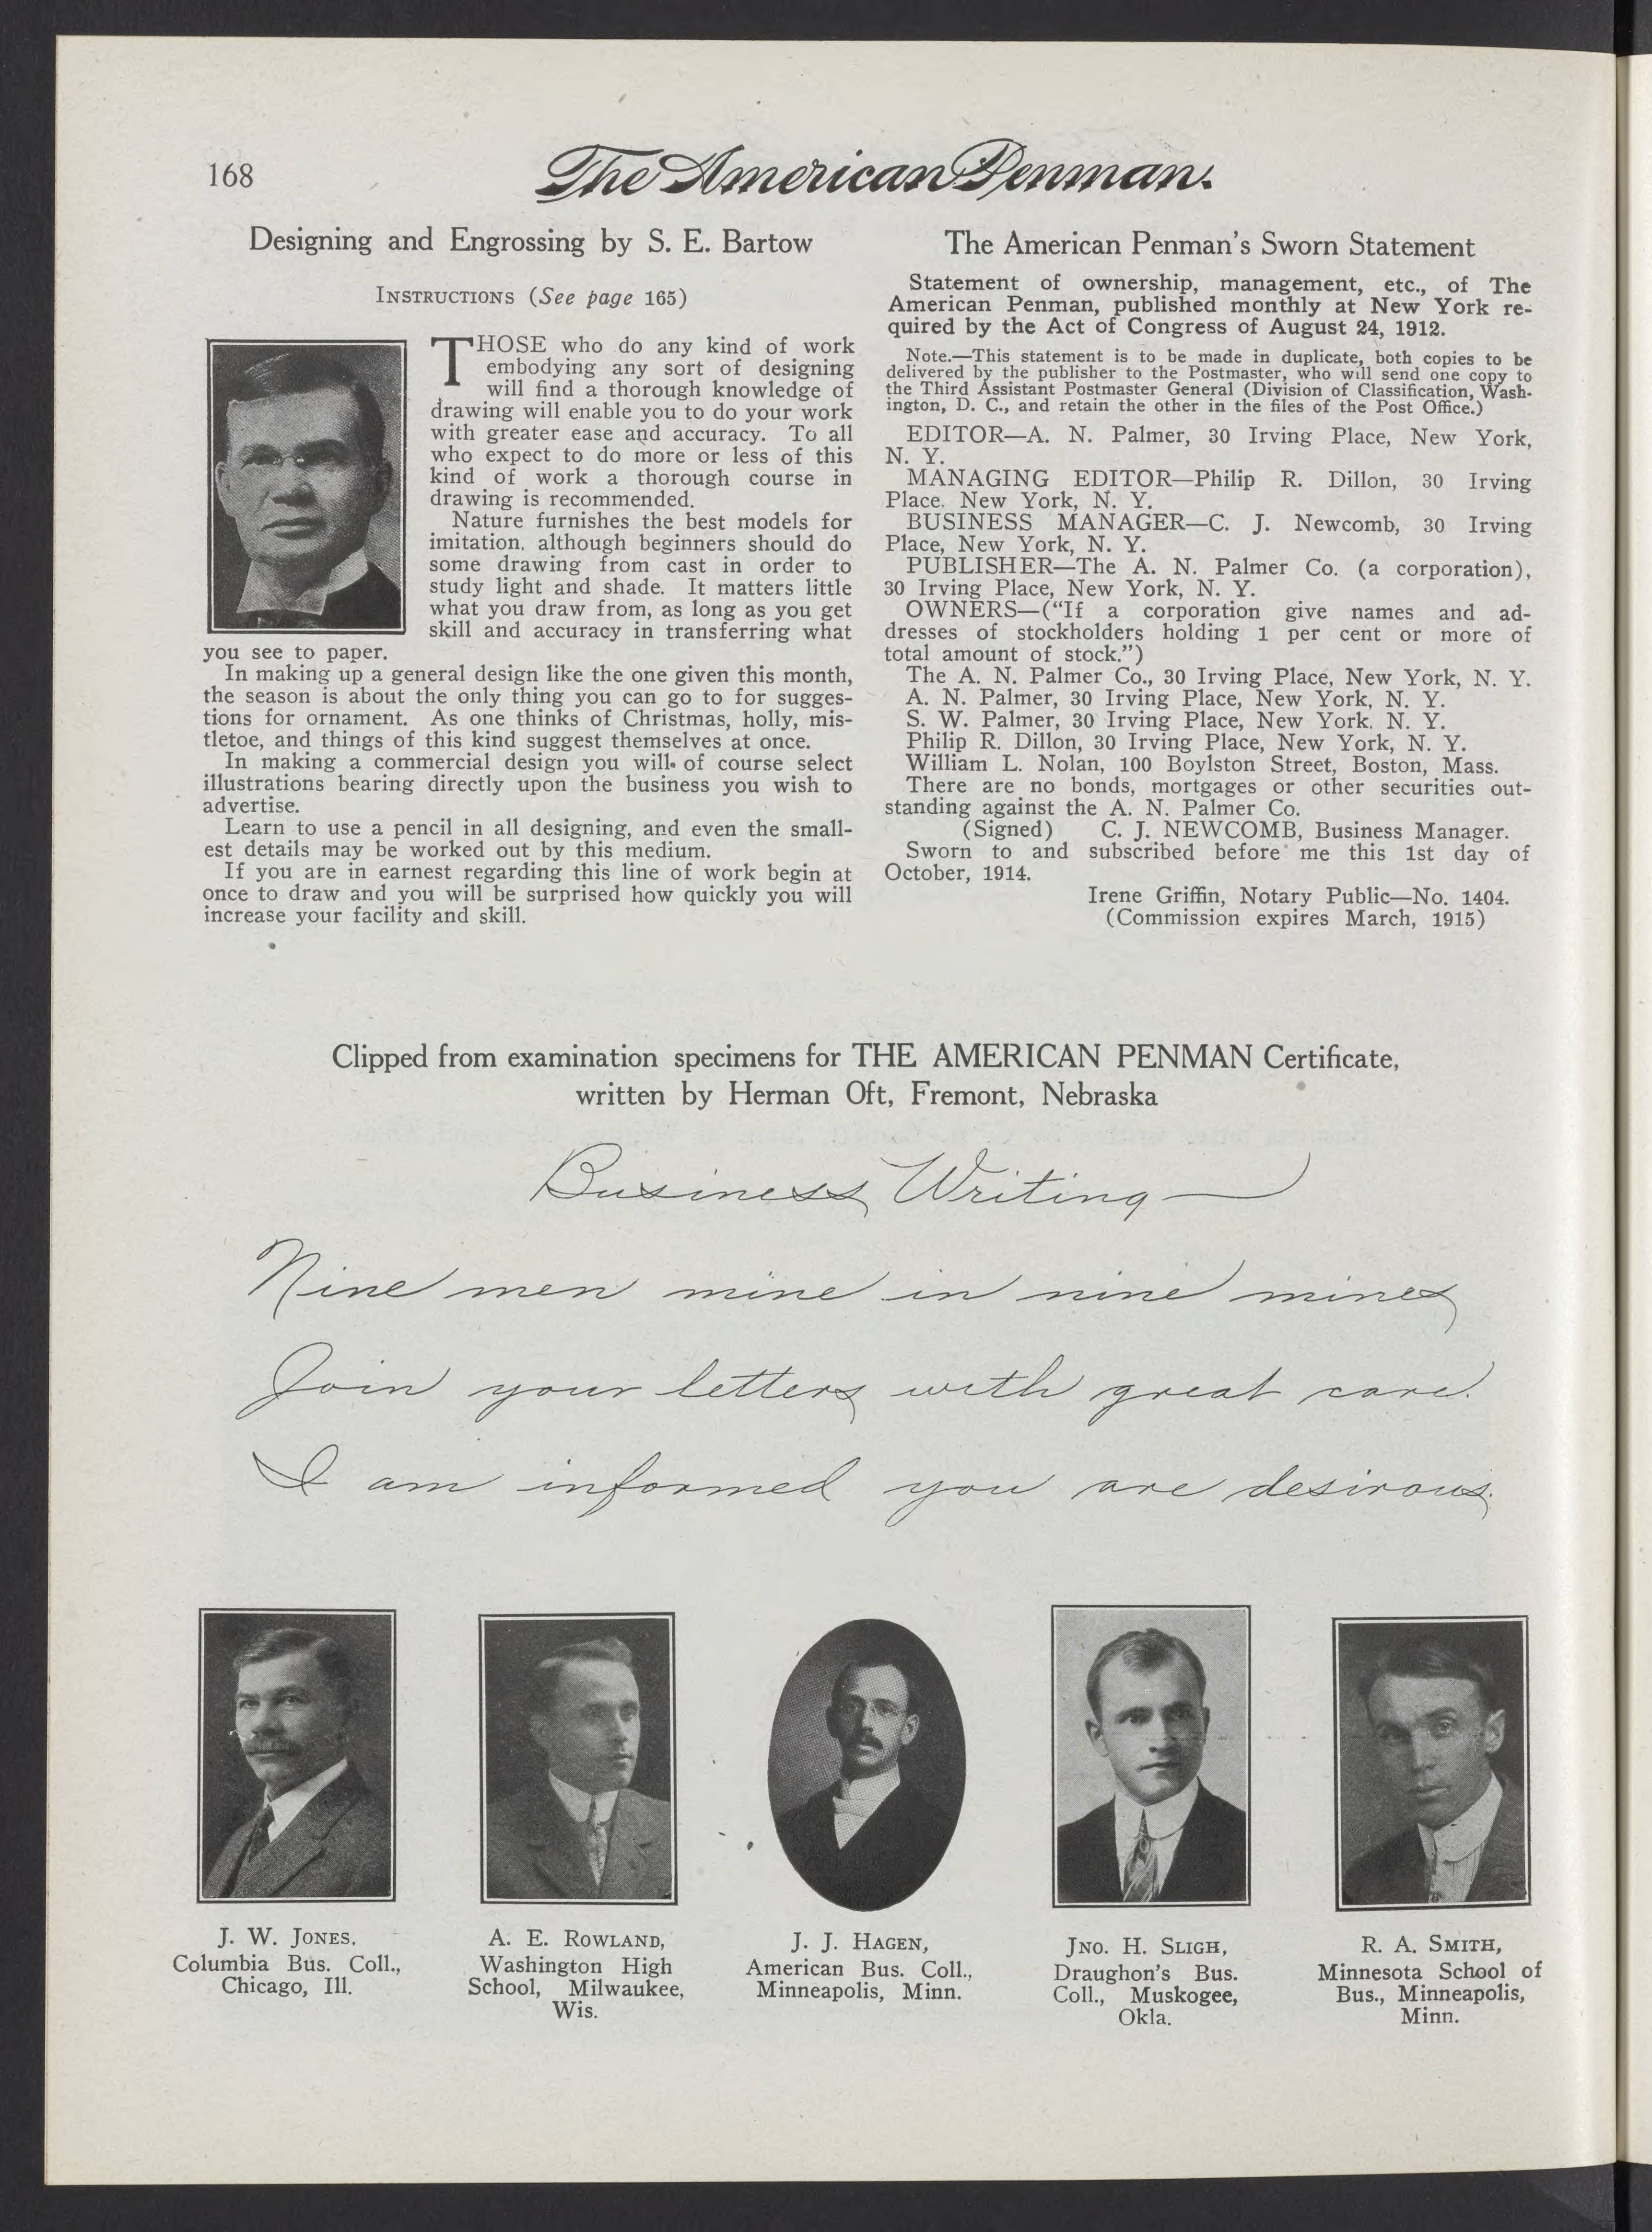 168
The American Penman.
Designing and Engrossing by S. E. Bartow
INSTRUCTIONS (See page 165)
THOSE who do any kind of work
embodying any sort of designing
will find a thorough knowledge of
drawing will enable you to do your work
with greater ease and accuracy. To all
who expect to do more or less of this
kind of work a thorough course in
drawing is recommended.
Nature furnishes the best models for
imitation, although beginners should do
some drawing from cast in order to
study light and shade. It matters little
what you draw from, as long as you get
skill and accuracy in transferring what
you see to paper.
In making up a general design like the one given this month,
the season is about the only thing you can go to for sugges-
tions for ornament. As one thinks of Christmas, holly, mis-
tletoe, and things of this kind suggest themselves at once.
In making a commercial design you will of course select
illustrations bearing directly upon the business you wish to
advertise.
Learn to use a pencil in all designing, and even the small-
est details may be worked out by this medium.
If you are in earnest regarding this line of work begin at
once to draw and you will be surprised how quickly you will
increase your facility and skill.
The American Penman's Sworn Statement
Statement of ownership, management, etc., of The
American Penman, published monthly at New York re-
quired by the Act of Congress of August 24, 1912.
Note.—This statement is to be made in duplicate, both copies to be
delivered by the publisher to the Postmaster, who will send one copy to
the Third Assistant Postmaster General (Division of Classification, Wash-
ington, D. C., and retain the other in the files of the Post Office.)
EDITOR—A. N. Palmer, 30 Irving Place, New York,
N. Y.
MANAGING EDITOR—Philip R. Dillon, 30 Irving
Place, New York, N. Y.
BUSINESS MANAGER—C. J. Newcomb, 30 Irving
Place, New York, N. Y.
PUBLISHER—The A. N. Palmer Co. (a corporation),
30 Irving Place, New York, N. Y.
OWNERS—("If a corporation give names and ad-
dresses of stockholders holding 1 per cent or more of
total amount of stock.")
The A. N. Palmer Co., 30 Irving Place, New York, N. Y.
A. N. Palmer, 30 Irving Place, New York, N. Y.
S. W. Palmer, 30 Irving Place, New York, N. Y.
Philip R. Dillon, 30 Irving Place, New York, N. Y.
William L. Nolan, 100 Boylston Street, Boston, Mass.
There are no bonds, mortgages or other securities out-
standing against the A. N. Palmer Co.
(Signed) C. J. NEWCOMB, Business Manager.
Sworn to and subscribed before me this 1st day of
October, 1914.
Irene Griffin, Notary Public—No. 1404.
(Commission expires March, 1915)
Clipped from examination specimens for THE AMERICAN PENMAN Certificate,
written by Herman Oft, Fremont, Nebraska
Business Writing
Nine men mine in nine mines
Join your letters with great care.
I am informed you are desirous.
J. W. JONES,
Columbia Bus. Coll.,
Chicago, Ill.
A. E. ROWLAND,
Washington High
School, Milwaukee,
Wis.
J. J. HAGEN,
American Bus. Coll.,
Minneapolis, Minn.
JNO. H. SLIGH,
Draughon's Bus.
Coll., Muskogee,
Okla.
R. A. SMITH,
Minnesota School of
Bus., Minneapolis,
Minn.